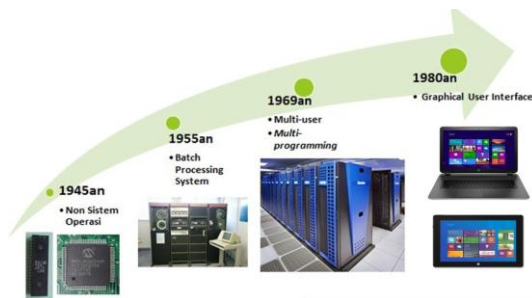 1945an
• Non Sistem
Operasi
1955an
• Batch
Processing
System
1969an
• Multi-user
• Multi-
programming
1980an
• Graphical User Interface